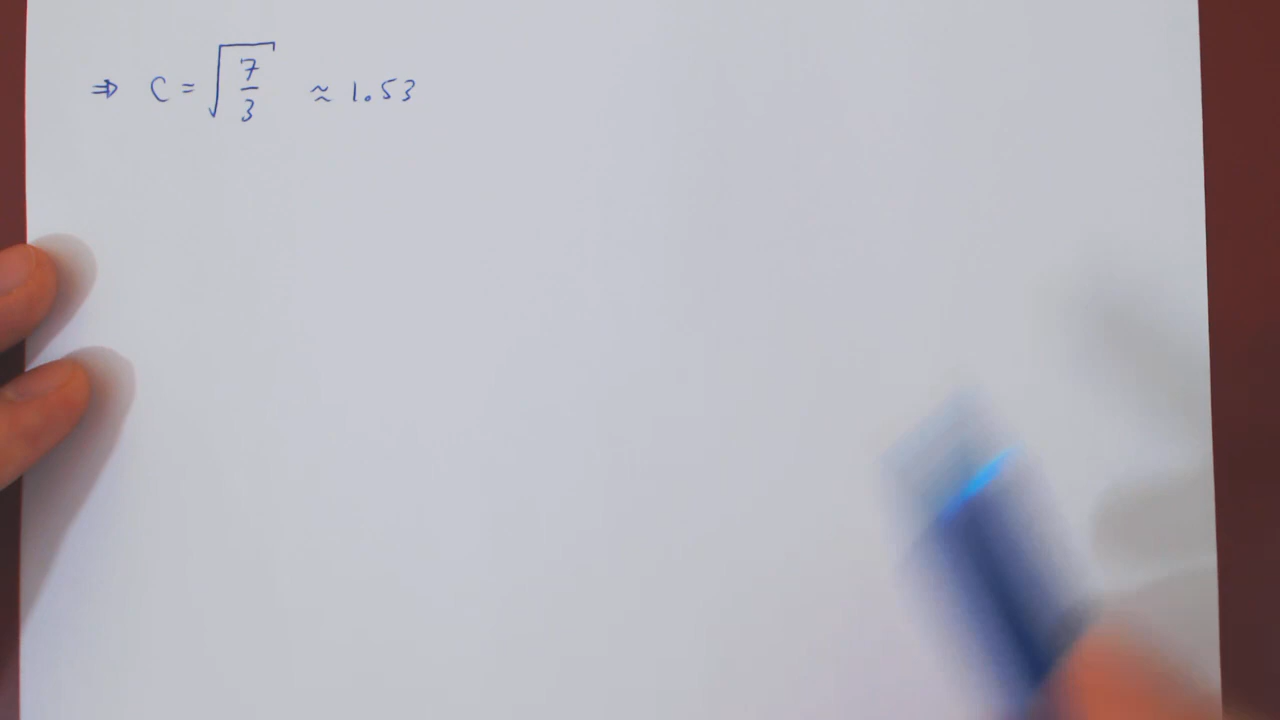 ⇒ C = √(7/3) ≈ 1.53